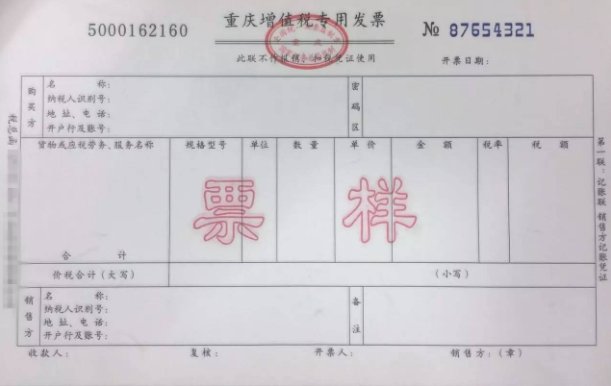 5000162160
重庆增值税专用发票
№ 87654321
此联不作报销、扣税凭证使用
开票日期:
购买方
名 称:
纳税人识别号:
地 址、电 话:
开户行及账号:
密码区
货物或应税劳务、服务名称 规格型号 单位 数 量 单 价 金 额 税率 税 额
票样
合 计
价税合计(大写) (小写)
销售方
名 称:
纳税人识别号:
地 址、电 话:
开户行及账号:
备注
收款人: 复核: 开票人: 销售方:(章)
第一联:记账联 销售方记账凭证
税总函